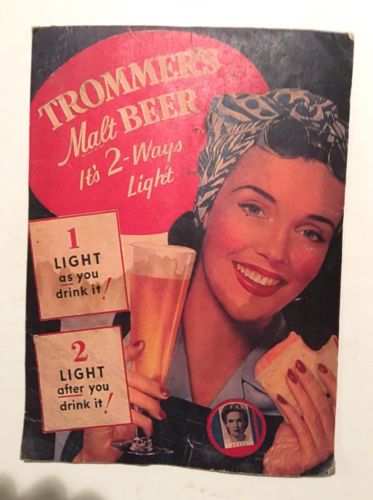 TROMMER'S
Malt BEER
It's 2-Ways
Light
1
LIGHT
as you
drink it!
2
LIGHT
after you
drink it!